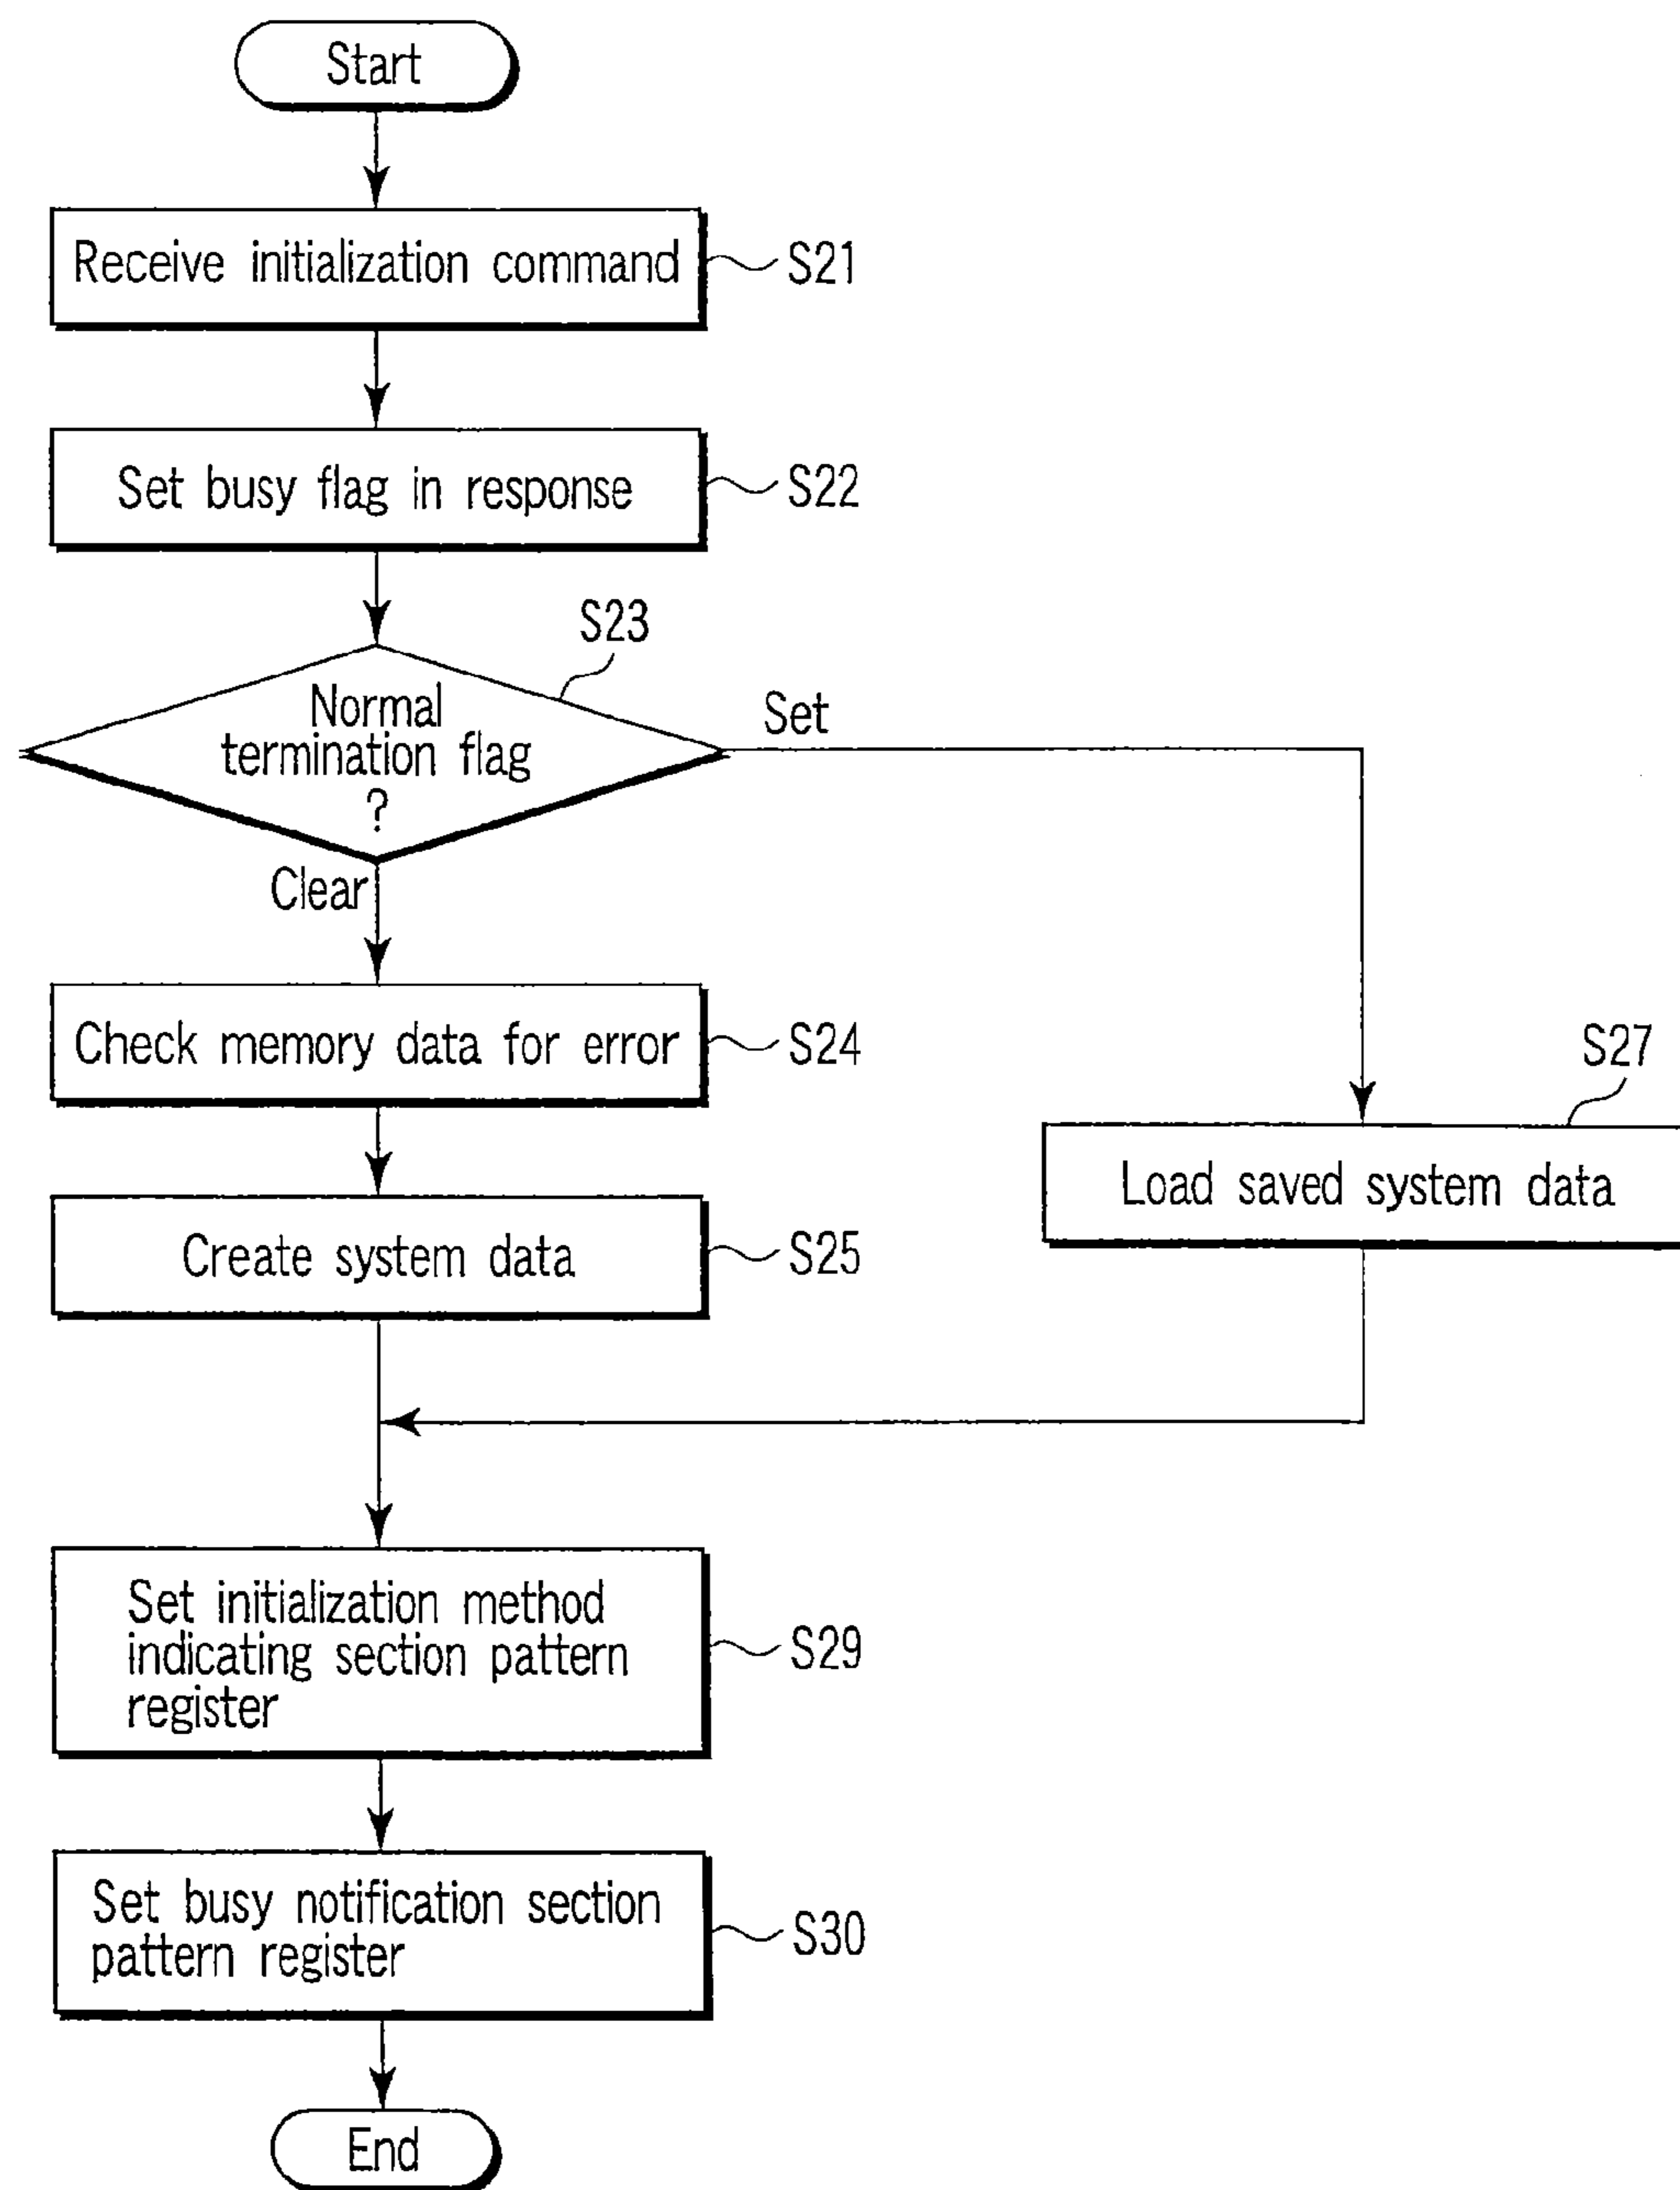 Start
Receive initialization command
S21
Set busy flag in response
S22
S23
Normal
termination flag
?
Set
Clear
Check memory data for error
S24
S27
Load saved system data
Create system data
S25
Set initialization method
indicating section pattern
register
S29
Set busy notification section
pattern register
S30
End